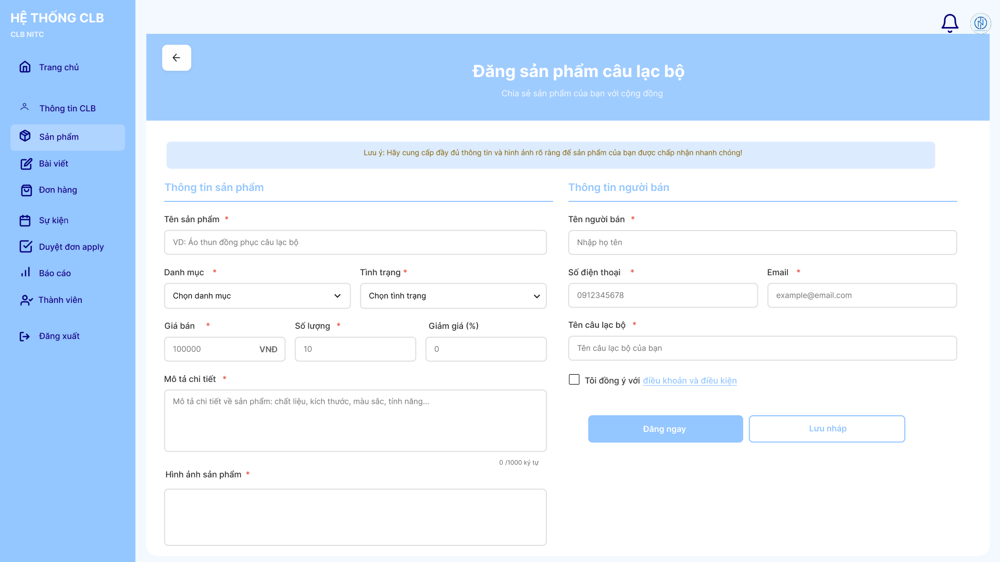 HỆ THỐNG CLB
CLB NITC
Trang chủ
Thông tin CLB
Sản phẩm
Bài viết
Đơn hàng
Sự kiện
Duyệt đơn apply
Báo cáo
Thành viên
Đăng xuất
Đăng sản phẩm câu lạc bộ
Chia sẻ sản phẩm của bạn với cộng đồng
Lưu ý: Hãy cung cấp đầy đủ thông tin và hình ảnh rõ ràng để sản phẩm của bạn được chấp nhận nhanh chóng!
Thông tin sản phẩm
Tên sản phẩm *
VD: Áo thun đồng phục câu lạc bộ
Danh mục * Tình trạng *
Chọn danh mục Chọn tình trạng
Giá bán * Số lượng * Giảm giá (%)
100000 VNĐ 10 0
Mô tả chi tiết *
Mô tả chi tiết về sản phẩm: chất liệu, kích thước, màu sắc, tính năng...
0 /1000 ký tự
Hình ảnh sản phẩm *
Thông tin người bán
Tên người bán *
Nhập họ tên
Số điện thoại * Email *
0912345678 example@email.com
Tên câu lạc bộ *
Tên câu lạc bộ của bạn
Tôi đồng ý với điều khoản và điều kiện
Đăng ngay Lưu nháp